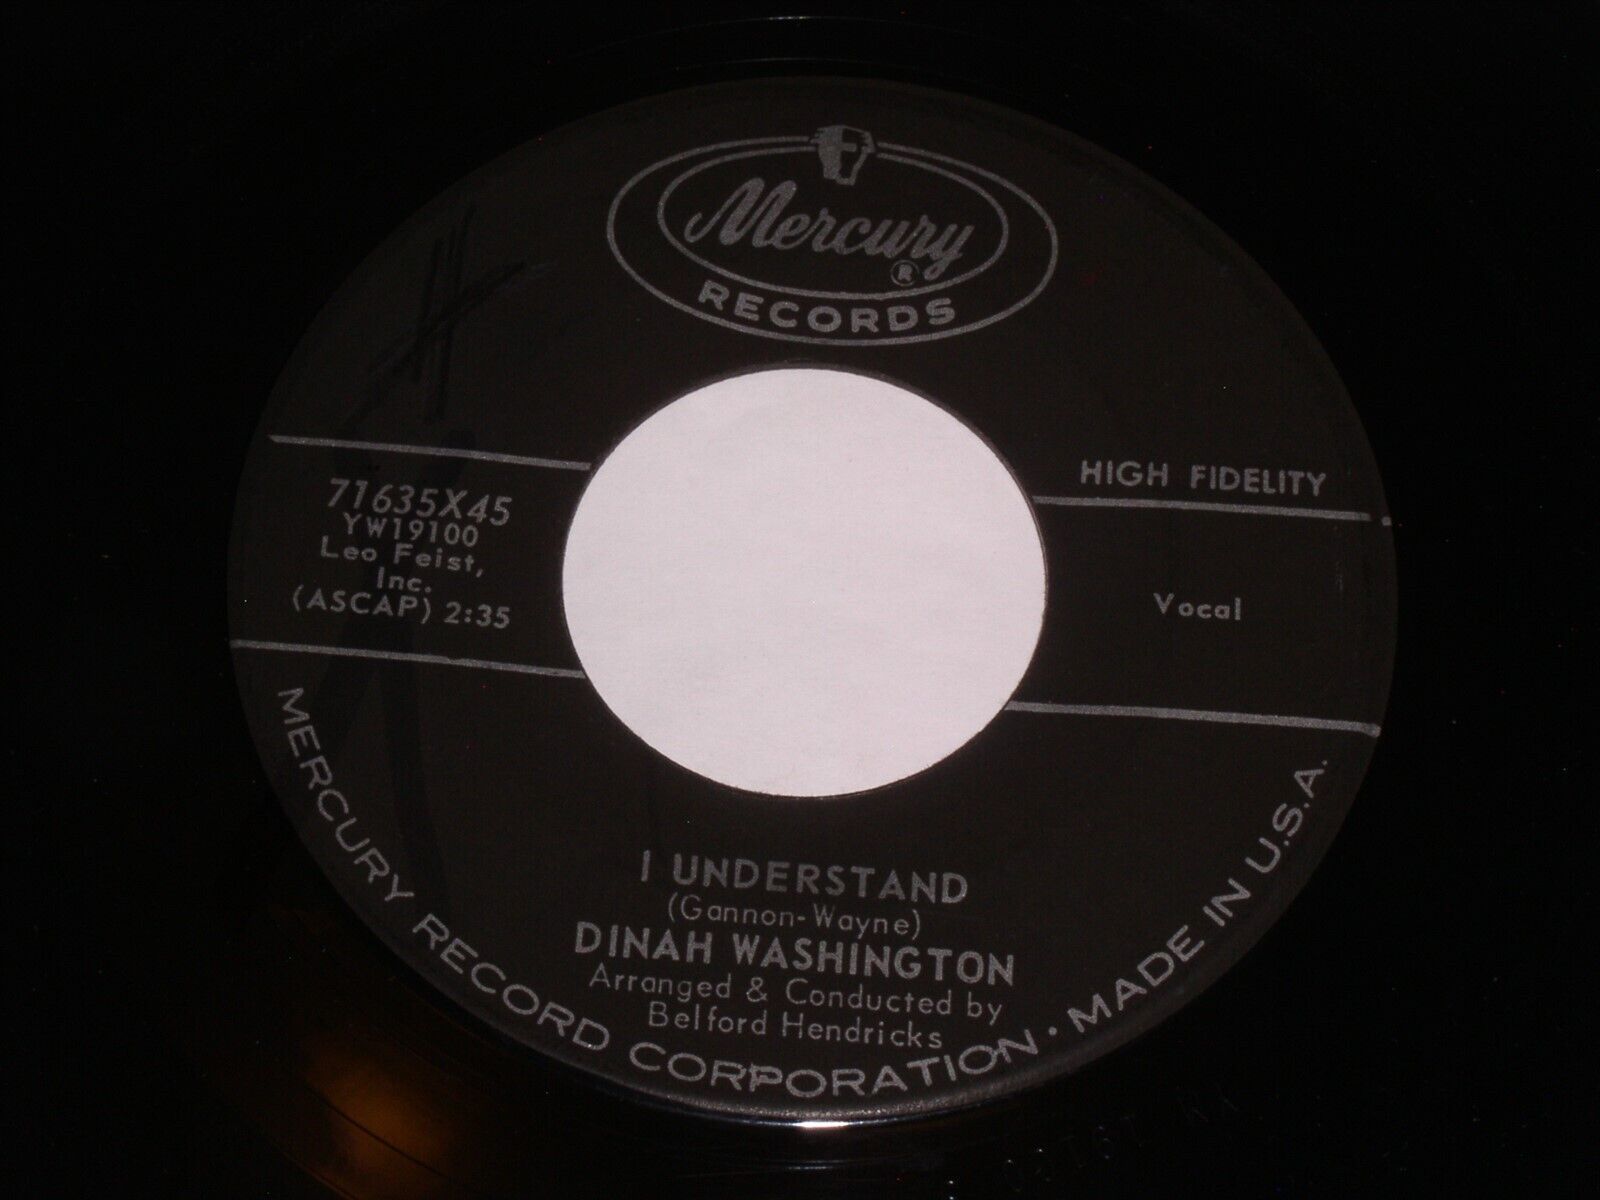 Mercury
®
RECORDS
HIGH FIDELITY
71635X45
YW19100
Leo Feist,
Inc.
(ASCAP) 2:35
Vocal
I UNDERSTAND
(Gannon-Wayne)
DINAH WASHINGTON
Arranged & Conducted by
Belford Hendricks
MERCURY RECORD CORPORATION · MADE IN U.S.A.